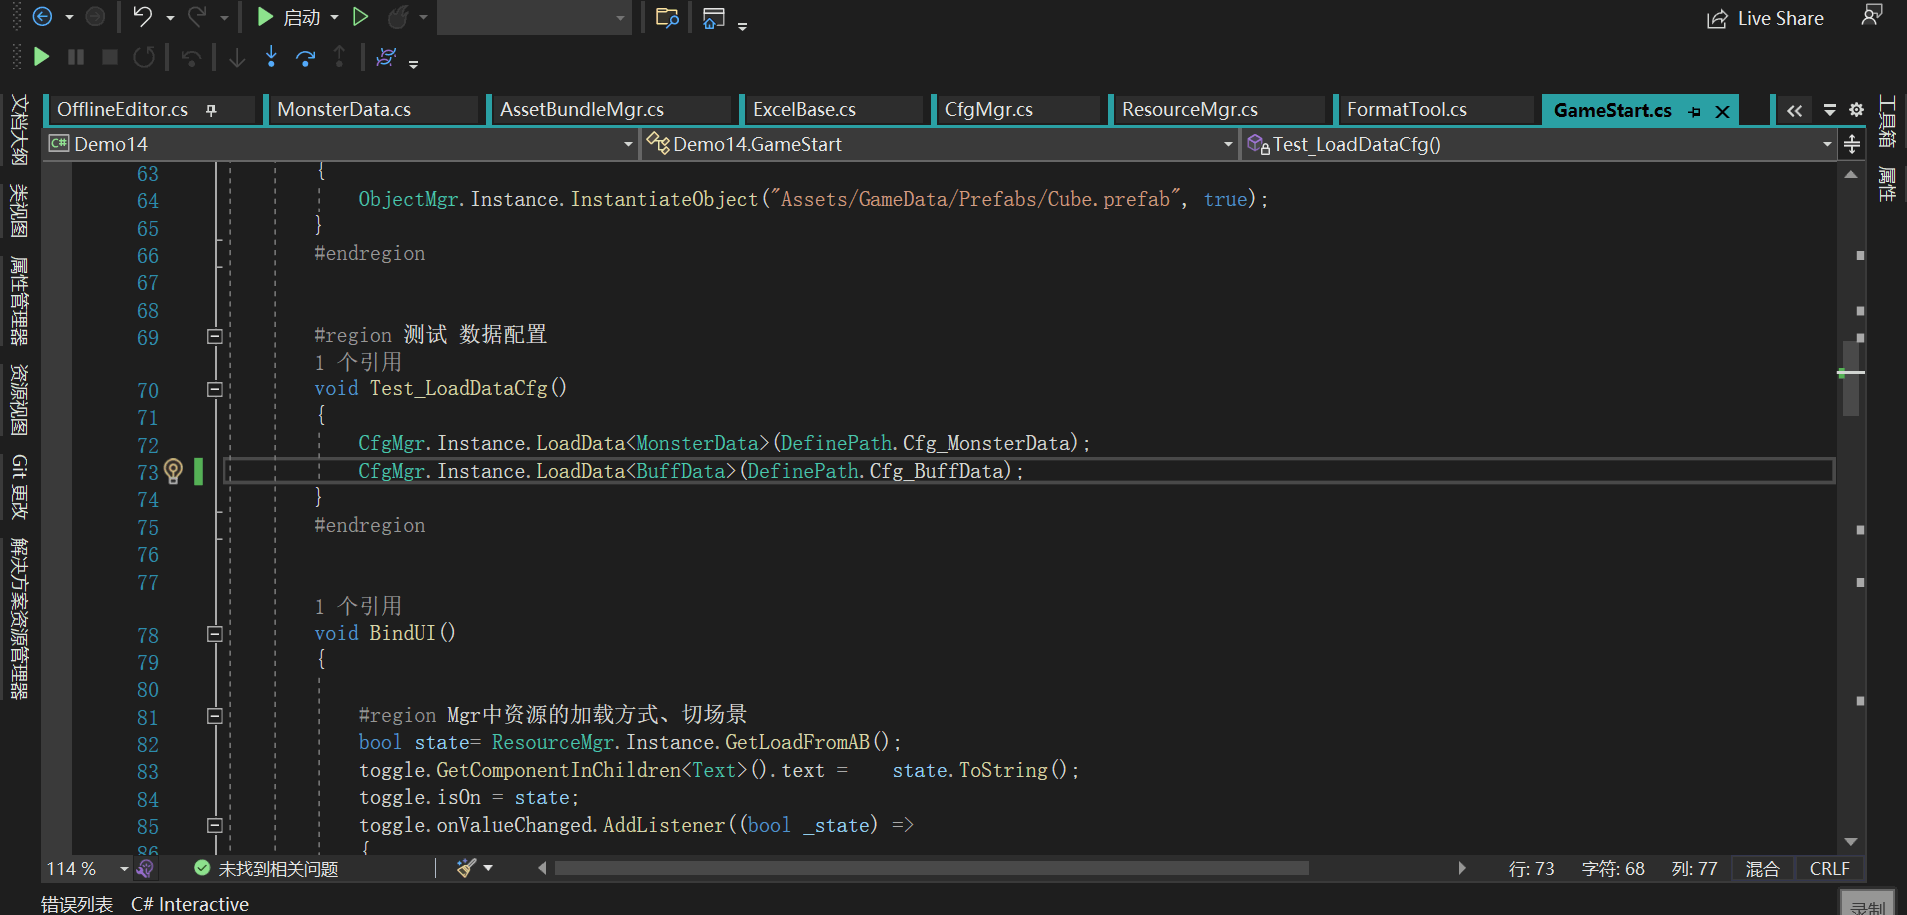 启动
Live Share
OfflineEditor.cs
MonsterData.cs
AssetBundleMgr.cs
ExcelBase.cs
CfgMgr.cs
ResourceMgr.cs
FormatTool.cs
GameStart.cs
C# Demo14
Demo14.GameStart
Test_LoadDataCfg()
文档大纲
类视图
属性管理器
资源视图
Git 更改
解决方案资源管理器
工具箱
属性
63 {
64 ObjectMgr.Instance.InstantiateObject("Assets/GameData/Prefabs/Cube.prefab", true);
65 }
66 #endregion
67
68
69 #region 测试 数据配置
1 个引用
70 void Test_LoadDataCfg()
71 {
72 CfgMgr.Instance.LoadData<MonsterData>(DefinePath.Cfg_MonsterData);
73 CfgMgr.Instance.LoadData<BuffData>(DefinePath.Cfg_BuffData);
74 }
75 #endregion
76
77
1 个引用
78 void BindUI()
79 {
80
81 #region Mgr中资源的加载方式、切场景
82 bool state= ResourceMgr.Instance.GetLoadFromAB();
83 toggle.GetComponentInChildren<Text>().text =    state.ToString();
84 toggle.isOn = state;
85 toggle.onValueChanged.AddListener((bool _state) =>
86 {
114 %
未找到相关问题
行: 73
字符: 68
列: 77
混合
CRLF
错误列表
C# Interactive
录制